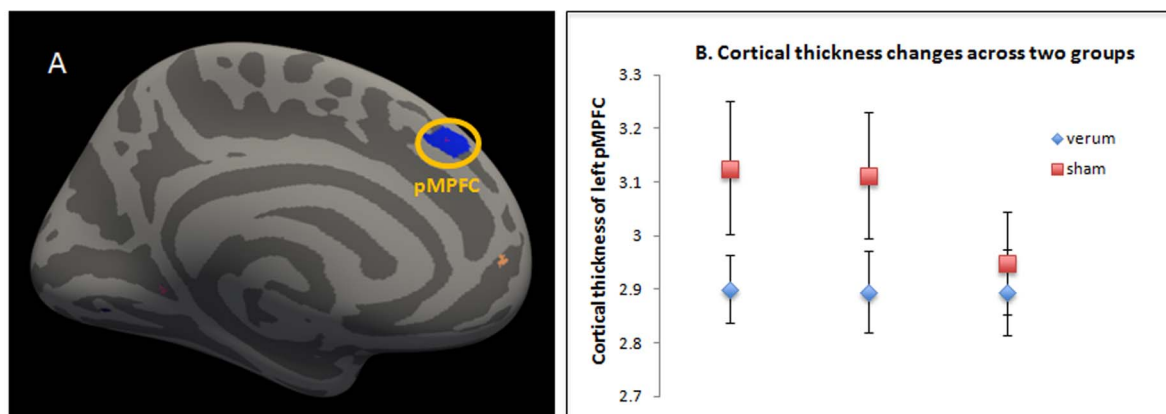 A
pMPFC
B. Cortical thickness changes across two groups
Cortical thickness of left pMPFC
3.3
3.2
3.1
3
2.9
2.8
2.7
verum
sham